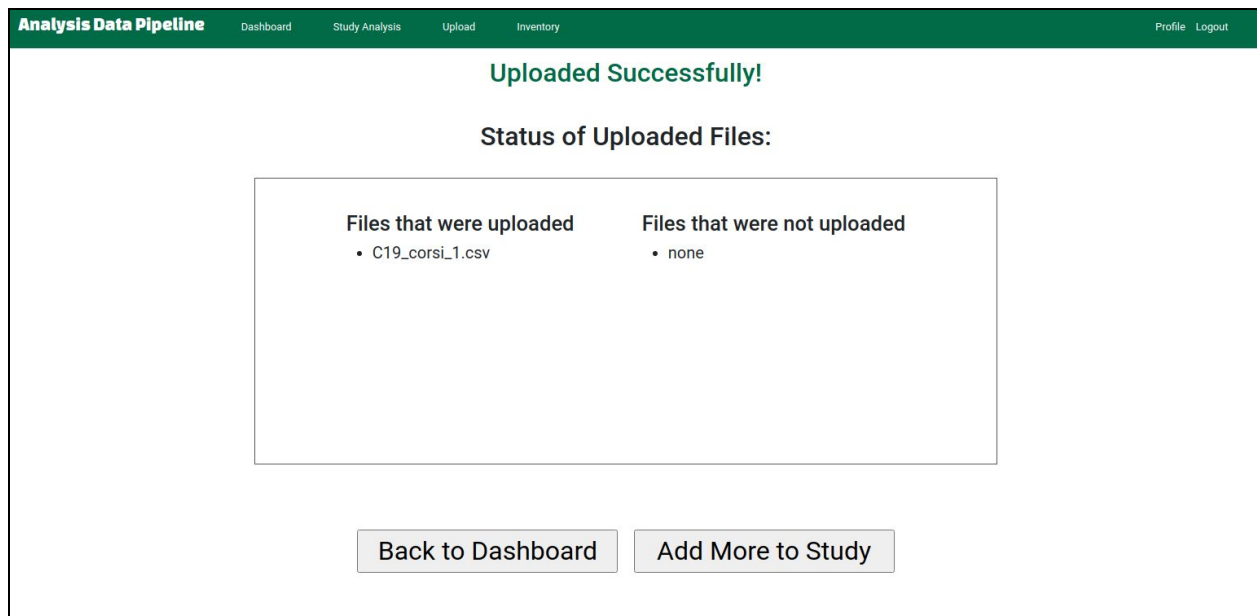 Analysis Data Pipeline Dashboard Study Analysis Upload Inventory Profile Logout
Uploaded Successfully!
Status of Uploaded Files:
Files that were uploaded
• C19_corsi_1.csv
Files that were not uploaded
• none
Back to Dashboard Add More to Study